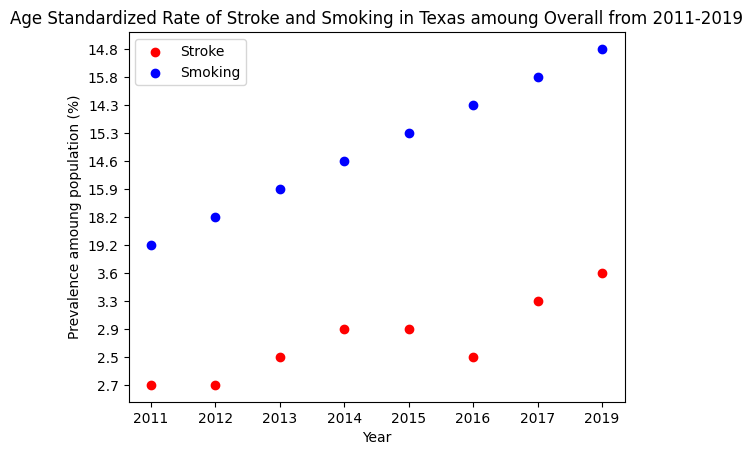 Age Standardized Rate of Stroke and Smoking in Texas amoung Overall from 2011-2019
Stroke
Smoking
Prevalence amoung population (%)
14.8
15.8
14.3
15.3
14.6
15.9
18.2
19.2
3.6
3.3
2.9
2.5
2.7
2011 2012 2013 2014 2015 2016 2017 2019
Year